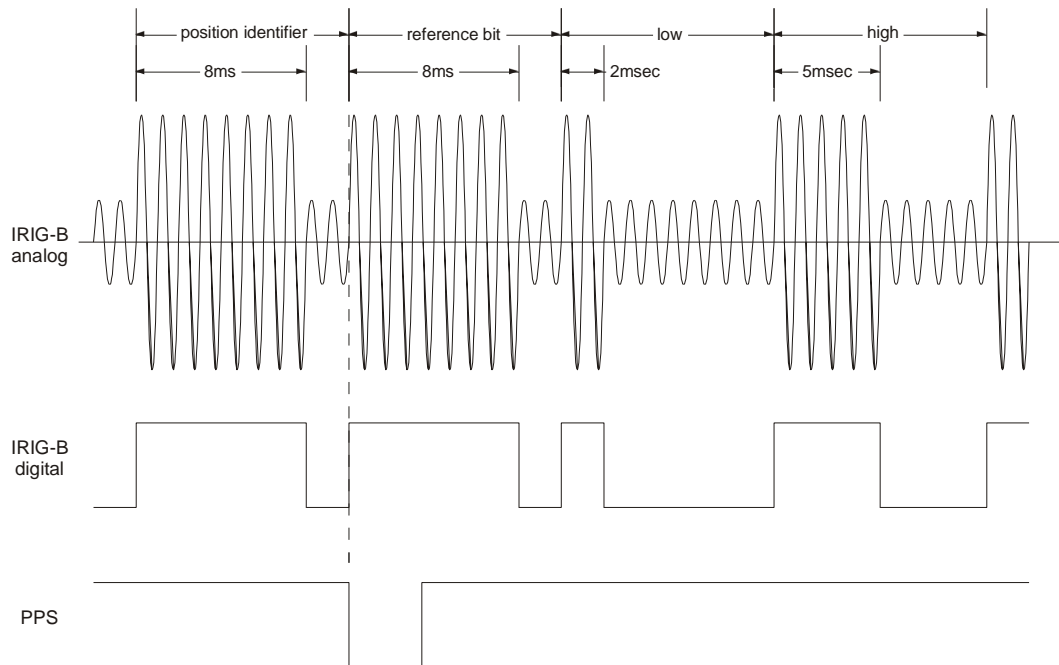 position identifier
reference bit
low
high
8ms
8ms
2msec
5msec
IRIG-B
analog
IRIG-B
digital
PPS